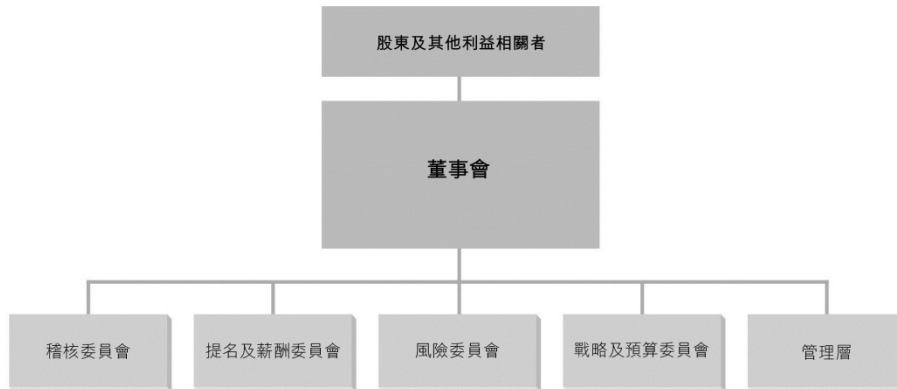 股東及其他利益相關者
董事會
稽核委員會
提名及薪酬委員會
風險委員會
戰略及預算委員會
管理層